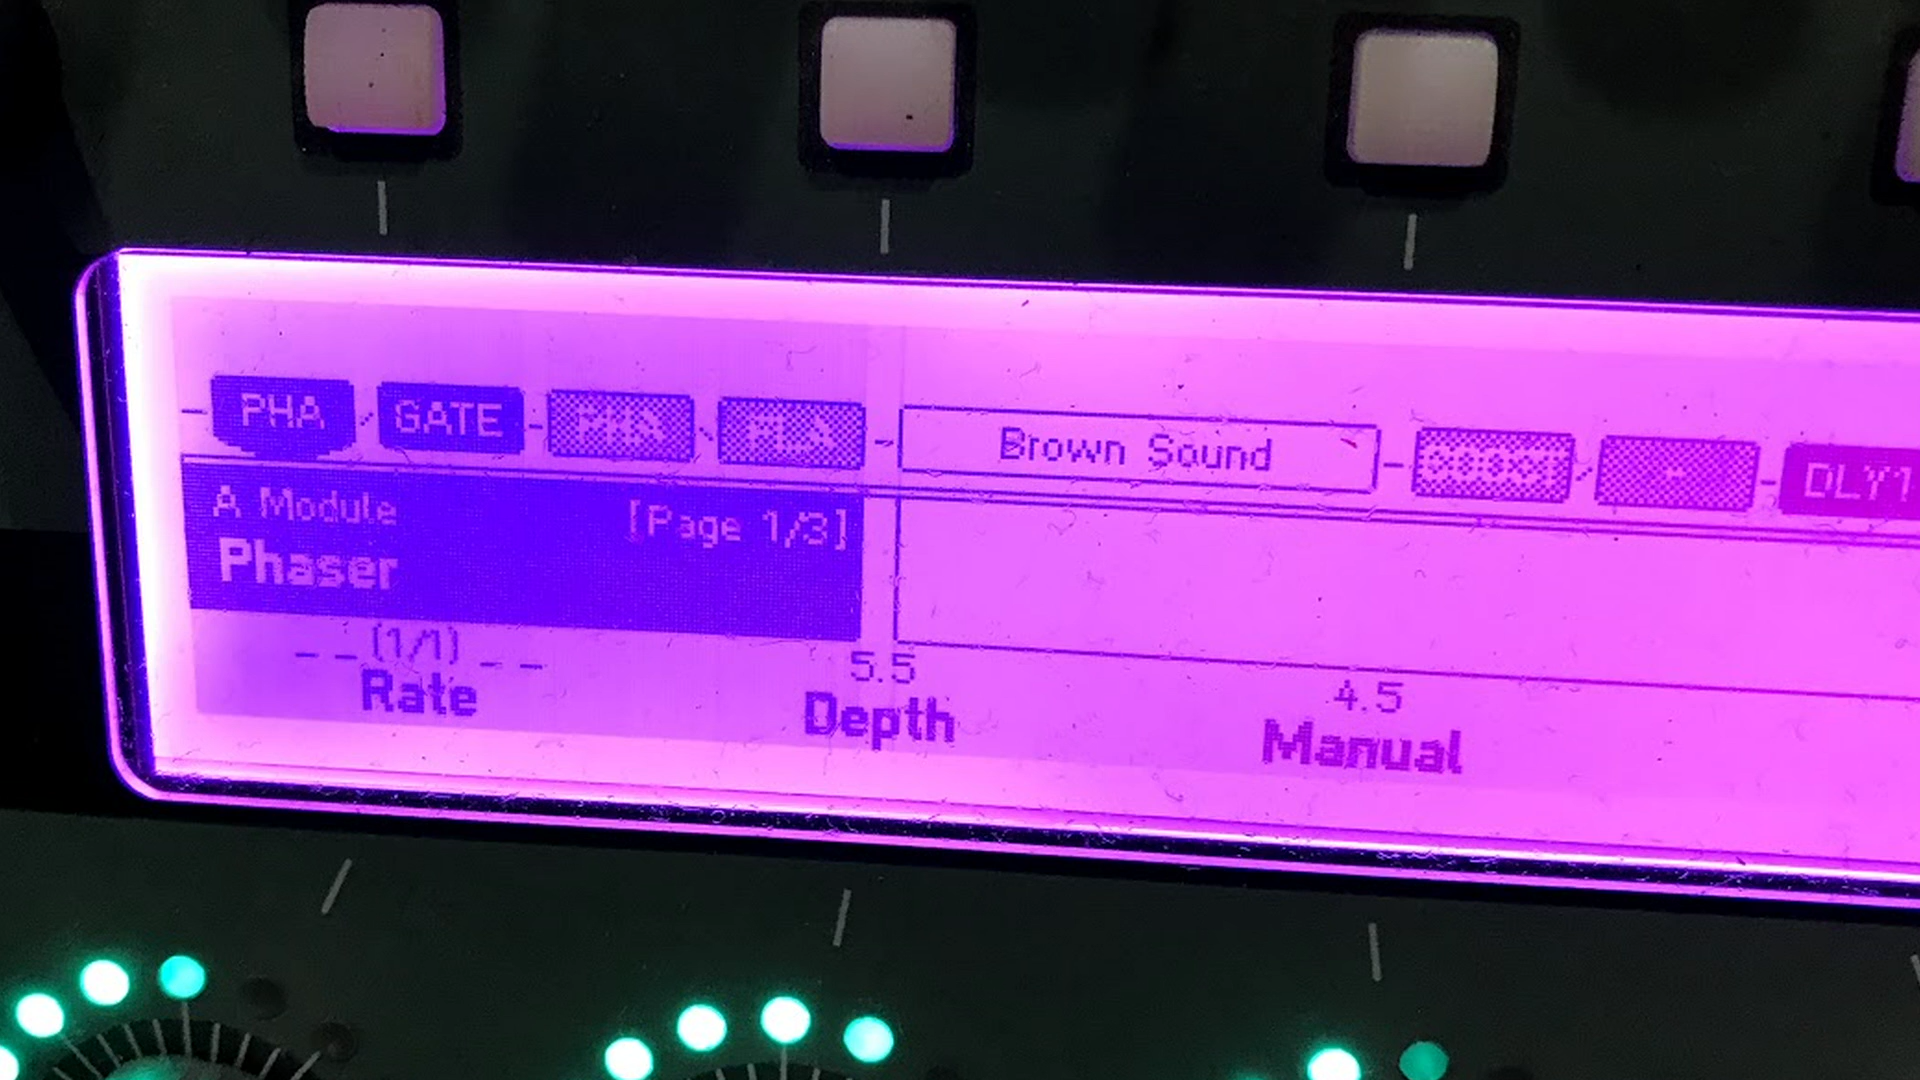 PHA GATE Brown Sound DLY1
A Module [Page 1/3]
Phaser
_ _ (1/1) _ _ 5.5 4.5
Rate Depth Manual